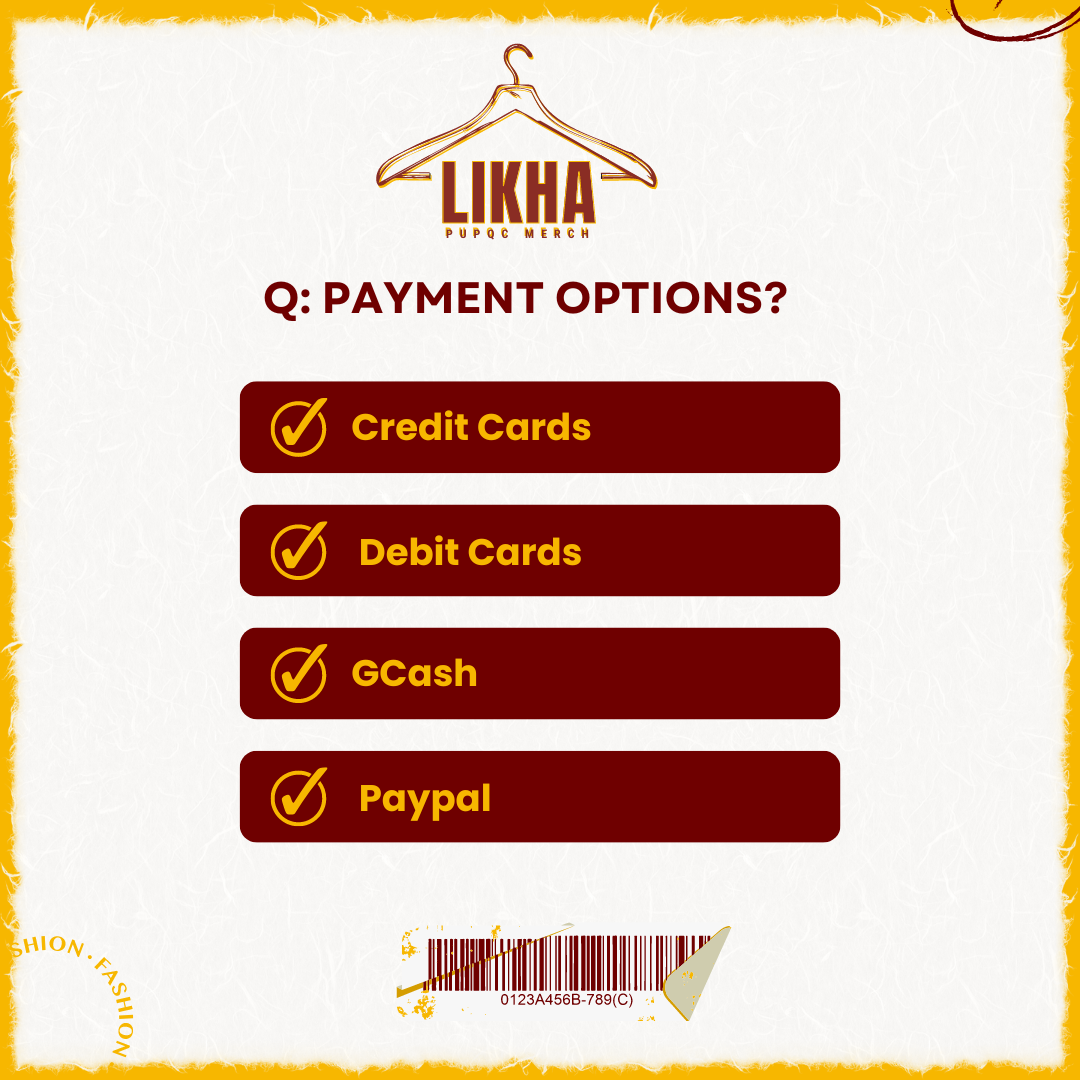 LIKHA
PUPQC MERCH
Q: PAYMENT OPTIONS?
Credit Cards
Debit Cards
GCash
Paypal
SHION · FASHION
0123A456B-789(C)